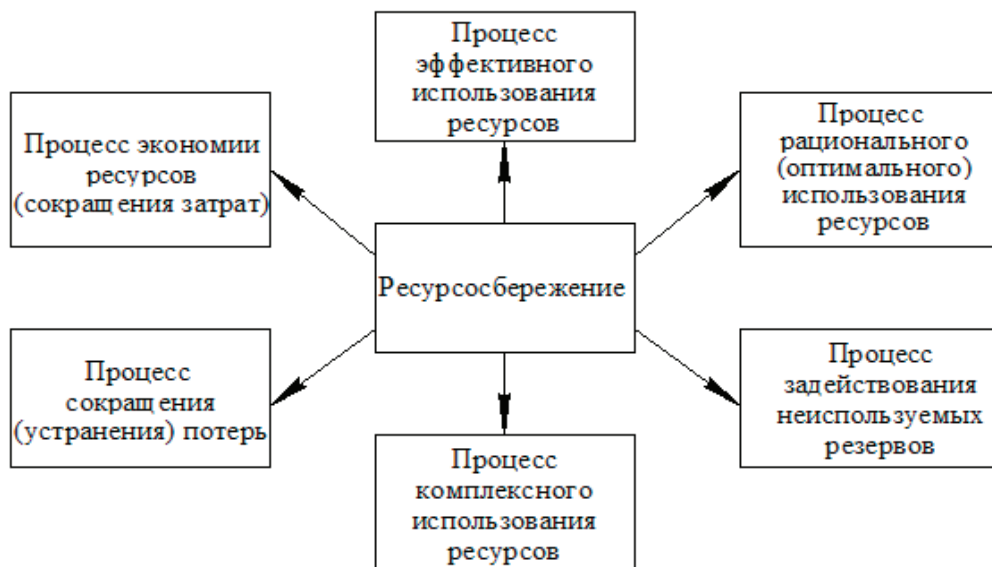 Процесс
эффективного
использования
ресурсов
Процесс экономии
ресурсов
(сокращения затрат)
Процесс
рационального
(оптимального)
использования
ресурсов
Ресурсосбережение
Процесс
сокращения
(устранения) потерь
Процесс
комплексного
использования
ресурсов
Процесс
задействования
неиспользуемых
резервов